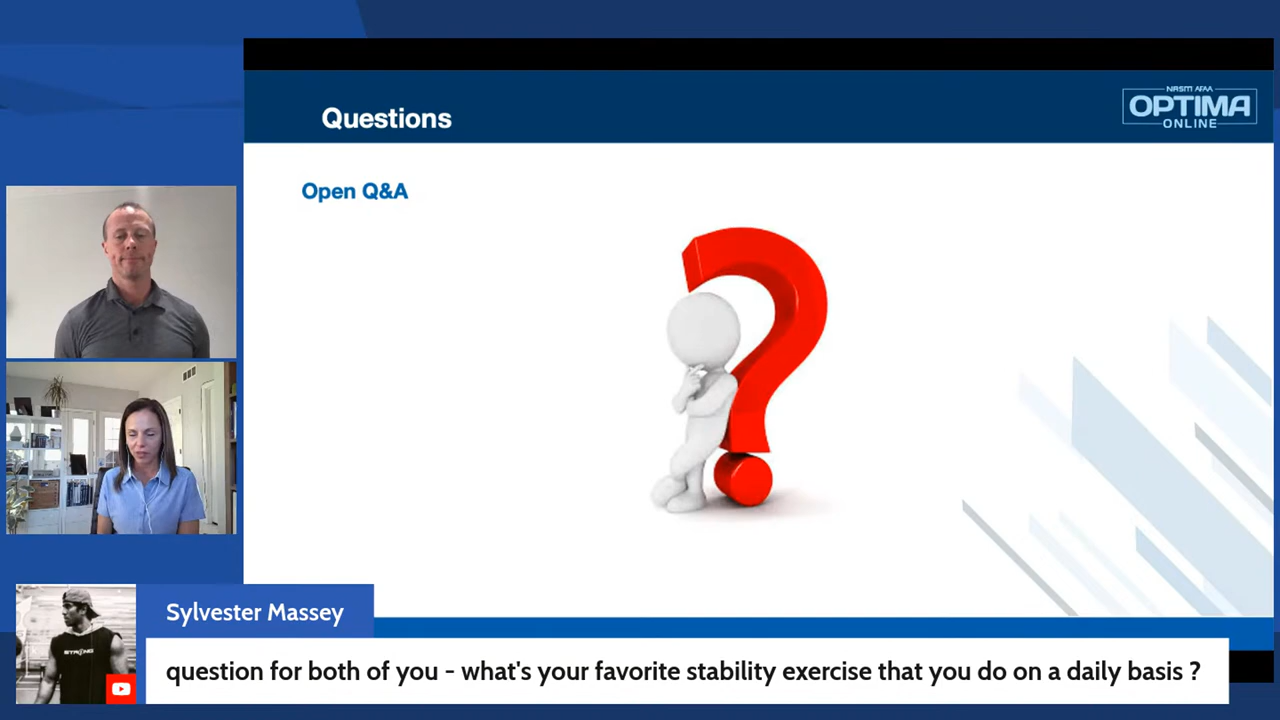 NASM AFAA
OPTIMA
ONLINE
Questions
Open Q&A
STRONG
Sylvester Massey
question for both of you - what's your favorite stability exercise that you do on a daily basis ?